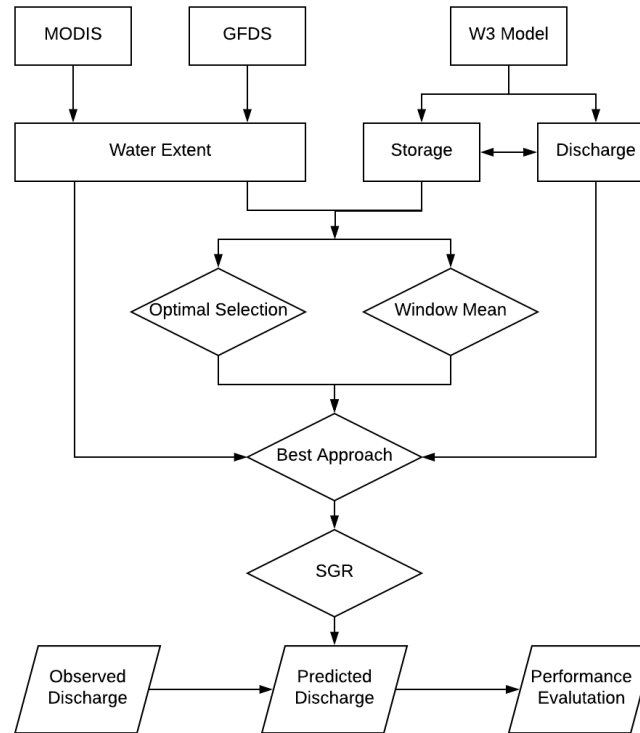 MODIS
GFDS
W3 Model
Water Extent
Storage
Discharge
Optimal Selection
Window Mean
Best Approach
SGR
Observed
Discharge
Predicted
Discharge
Performance
Evalutation